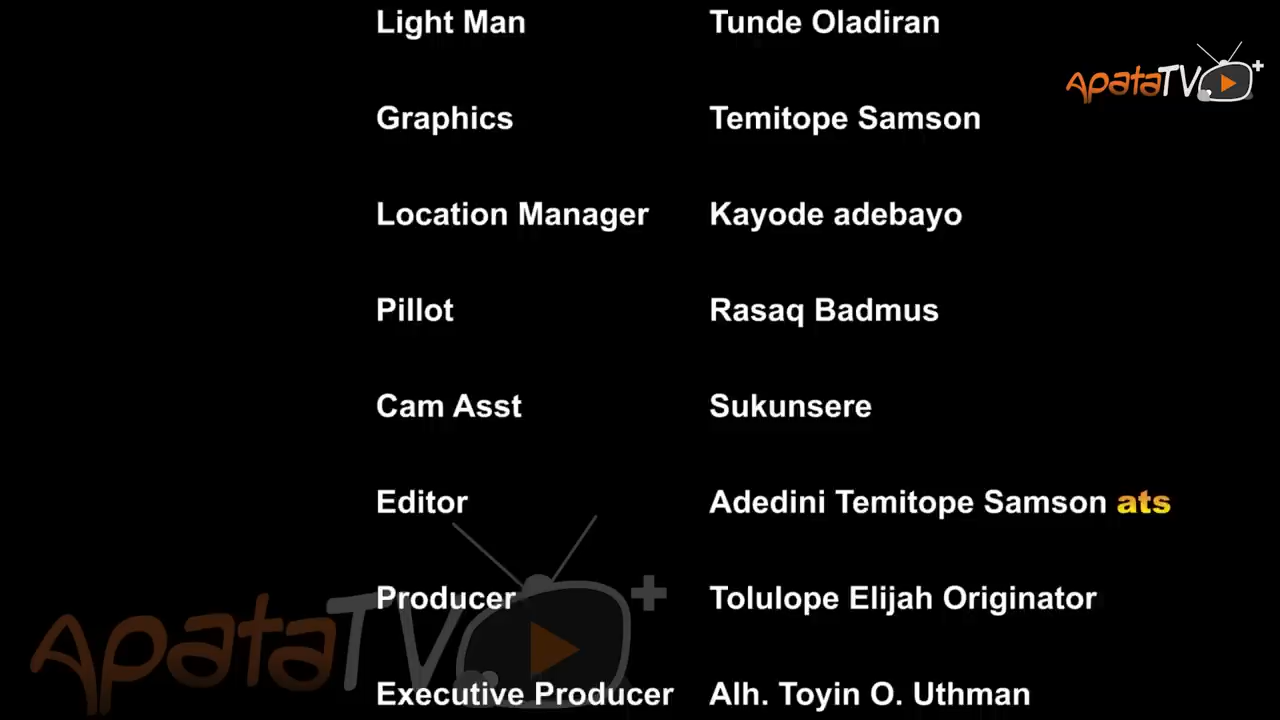 Light Man Tunde Oladiran
ApataTV+
Graphics Temitope Samson
Location Manager Kayode adebayo
Pillot Rasaq Badmus
Cam Asst Sukunsere
Editor Adedini Temitope Samson ats
Producer Tolulope Elijah Originator
ApataTV+
Executive Producer Alh. Toyin O. Uthman